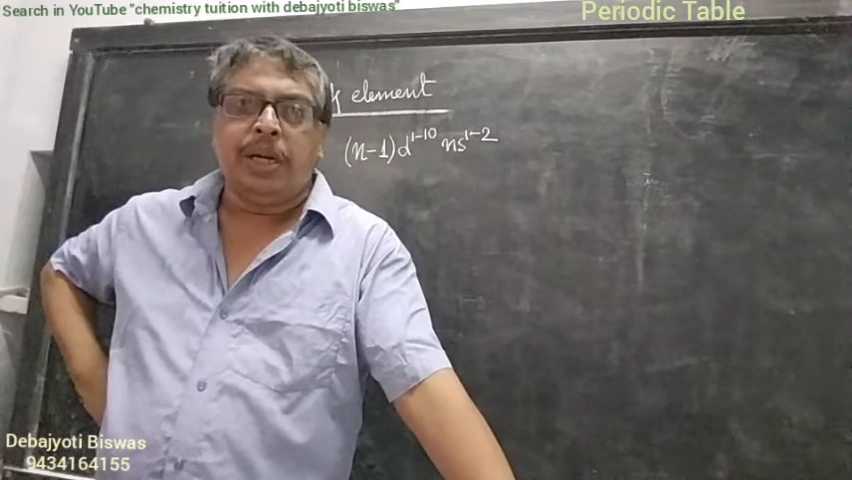 Search in YouTube "chemistry tuition with debajyoti biswas"
Periodic Table
element
(n-1)d¹⁻¹⁰ ns¹⁻²
Debajyoti Biswas
9434164155